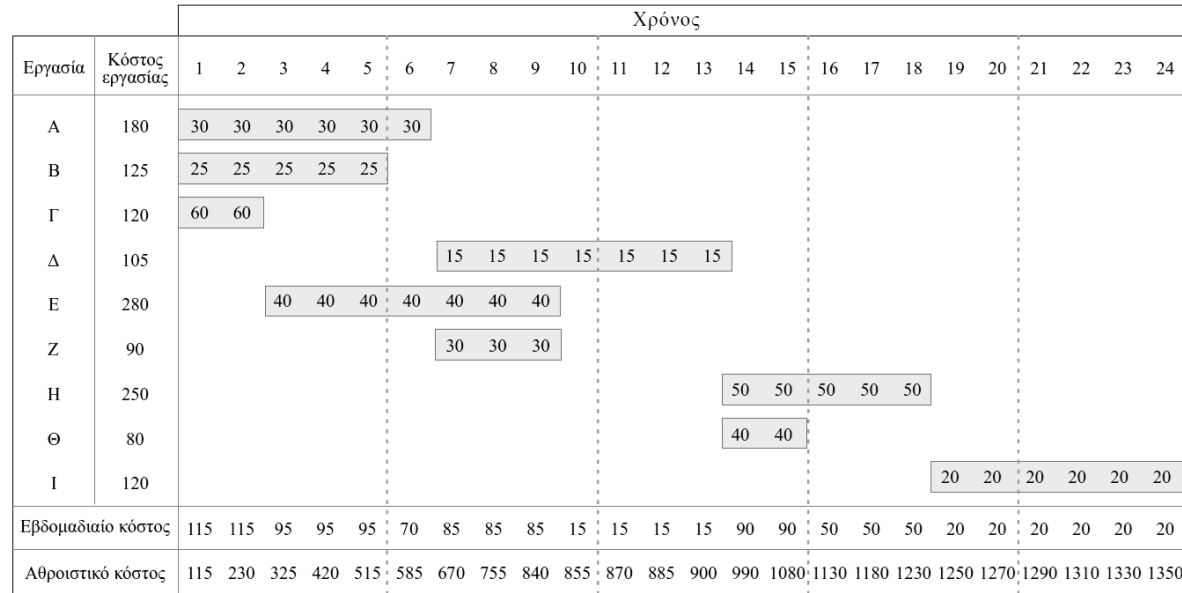 Χρόνος
Εργασία Κόστος εργασίας 1 2 3 4 5 6 7 8 9 10 11 12 13 14 15 16 17 18 19 20 21 22 23 24
Α 180 30 30 30 30 30 30
Β 125 25 25 25 25 25
Γ 120 60 60
Δ 105 15 15 15 15 15 15 15
Ε 280 40 40 40 40 40 40 40
Ζ 90 30 30 30
Η 250 50 50 50 50 50
Θ 80 40 40
Ι 120 20 20 20 20 20 20
Εβδομαδιαίο κόστος 115 115 95 95 95 70 85 85 85 15 15 15 15 90 90 50 50 50 20 20 20 20 20 20
Αθροιστικό κόστος 115 230 325 420 515 585 670 755 840 855 870 885 900 990 1080 1130 1180 1230 1250 1270 1290 1310 1330 1350